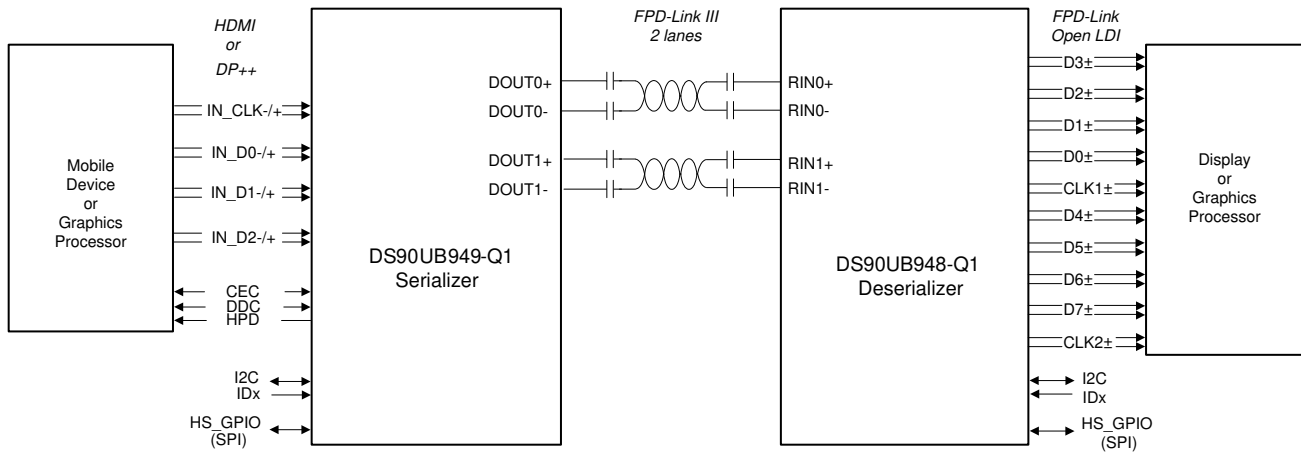 HDMI
or
DP++
FPD-Link III
2 lanes
FPD-Link
Open LDI
Mobile
Device
or
Graphics
Processor
IN_CLK-/+
IN_D0-/+
IN_D1-/+
IN_D2-/+
CEC
DDC
HPD
I2C
IDx
HS_GPIO
(SPI)
DS90UB949-Q1
Serializer
DOUT0+
DOUT0-
DOUT1+
DOUT1-
RIN0+
RIN0-
RIN1+
RIN1-
DS90UB948-Q1
Deserializer
D3±
D2±
D1±
D0±
CLK1±
D4±
D5±
D6±
D7±
CLK2±
I2C
IDx
HS_GPIO
(SPI)
Display
or
Graphics
Processor